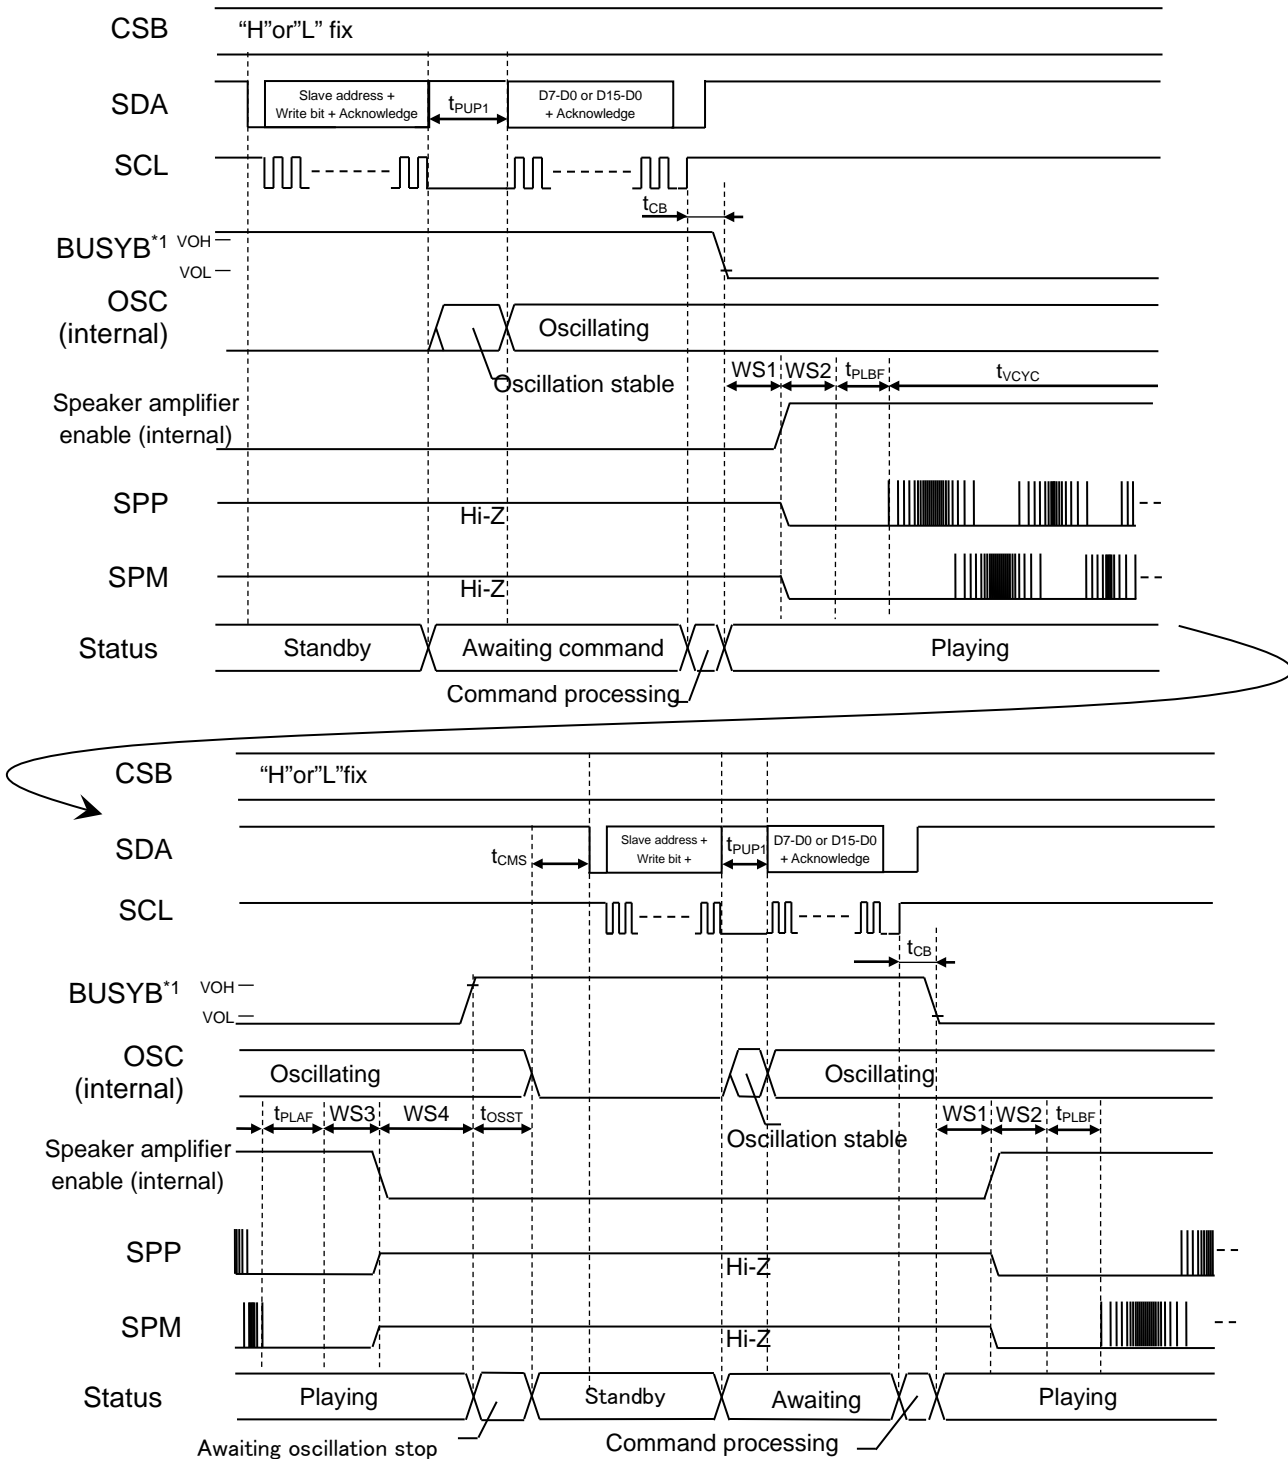 CSB "H"or"L" fix
SDA
Slave address +
Write bit + Acknowledge
tPUP1
D7-D0 or D15-D0
+ Acknowledge
SCL
tCB
BUSYB*1 VOH
VOL
OSC
(internal)
Oscillating
Oscillation stable
WS1 WS2 tPLBF tVCYC
Speaker amplifier
enable (internal)
SPP
Hi-Z
SPM
Hi-Z
Status Standby Awaiting command Playing
Command processing
CSB "H"or"L"fix
SDA
tCMS
Slave address +
Write bit +
tPUP1
D7-D0 or D15-D0
+ Acknowledge
SCL
tCB
BUSYB*1 VOH
VOL
OSC
(internal)
Oscillating Oscillating
tPLAF WS3 WS4 tOSST WS1 WS2 tPLBF
Oscillation stable
Speaker amplifier
enable (internal)
SPP
Hi-Z
SPM
Hi-Z
Status Playing Standby Awaiting Playing
Awaiting oscillation stop Command processing